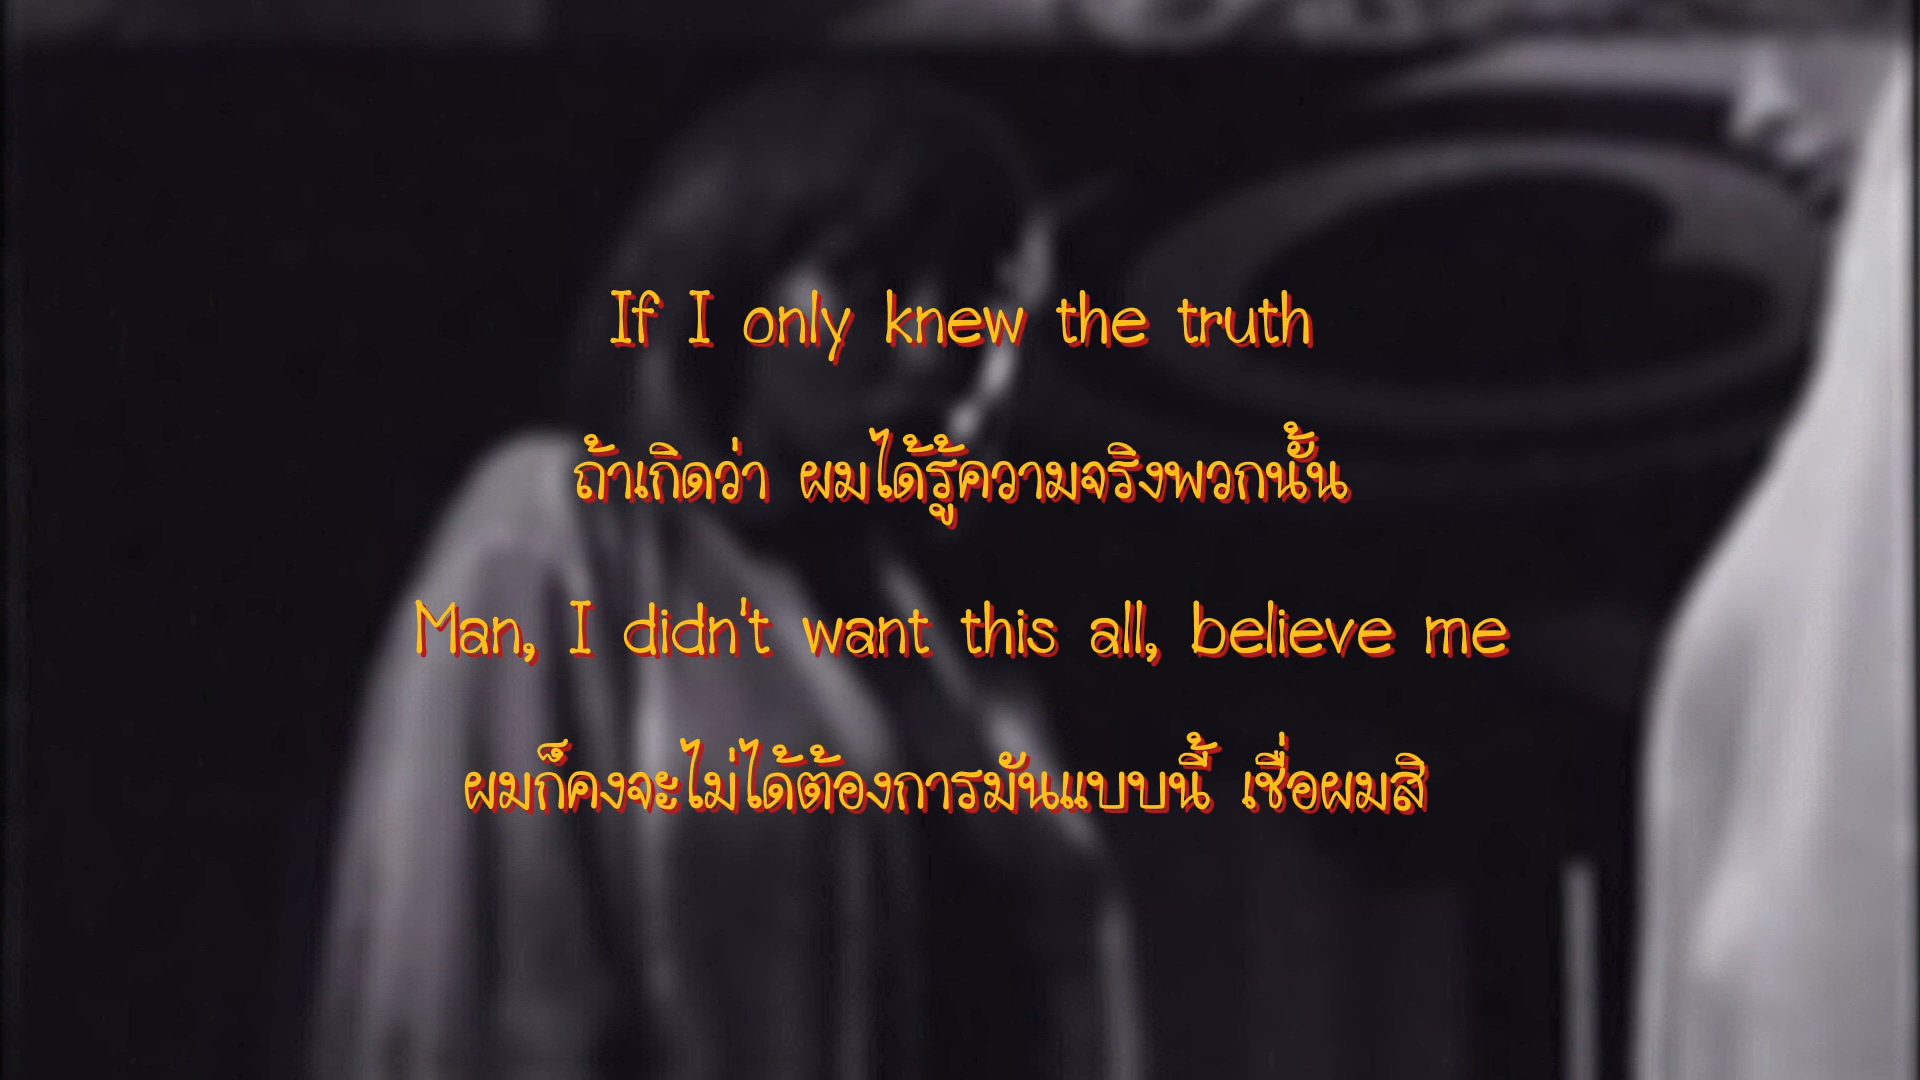 If I only knew the truth
ถ้าเกิดว่า ผมได้รู้ความจริงพวกนั้น
Man, I didn't want this all, believe me
ผมก็คงจะไม่ได้ต้องการมันแบบนี้ เชื่อผมสิ